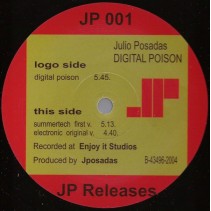 JP 001
Julio Posadas
DIGITAL POISON
logo side
digital poison 5.45.
JP
this side
summertech first v. 5.13.
electronic original v. 4.40.
Recorded at Enjoy it Studios
B-43496-2004
Produced by Jposadas
JP Releases